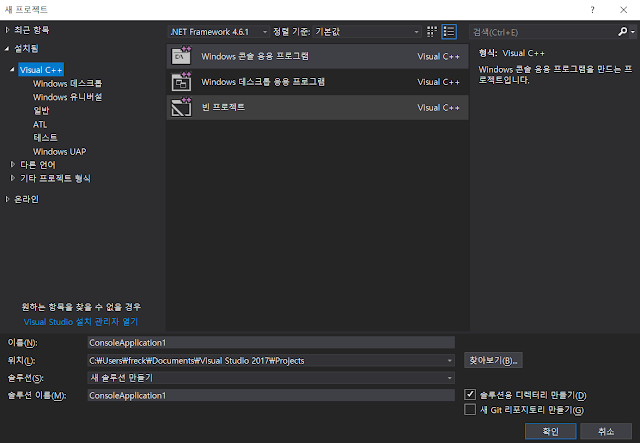 새 프로젝트
?
최근 항목
설치됨
Visual C++
Windows 데스크톱
Windows 유니버설
일반
ATL
테스트
Windows UAP
다른 언어
기타 프로젝트 형식
온라인
원하는 항목을 찾을 수 없을 경우
Visual Studio 설치 관리자 열기
.NET Framework 4.6.1 정렬 기준: 기본값
Windows 콘솔 응용 프로그램 Visual C++
Windows 데스크톱 응용 프로그램 Visual C++
빈 프로젝트 Visual C++
검색(Ctrl+E)
형식: Visual C++
Windows 콘솔 응용 프로그램을 만드는 프
로젝트입니다.
이름(N): ConsoleApplication1
위치(L): C:₩Users₩freck₩Documents₩Visual Studio 2017₩Projects 찾아보기(B)...
솔루션(S): 새 솔루션 만들기
솔루션 이름(M): ConsoleApplication1
솔루션용 디렉터리 만들기(D)
새 Git 리포지토리 만들기(G)
확인 취소